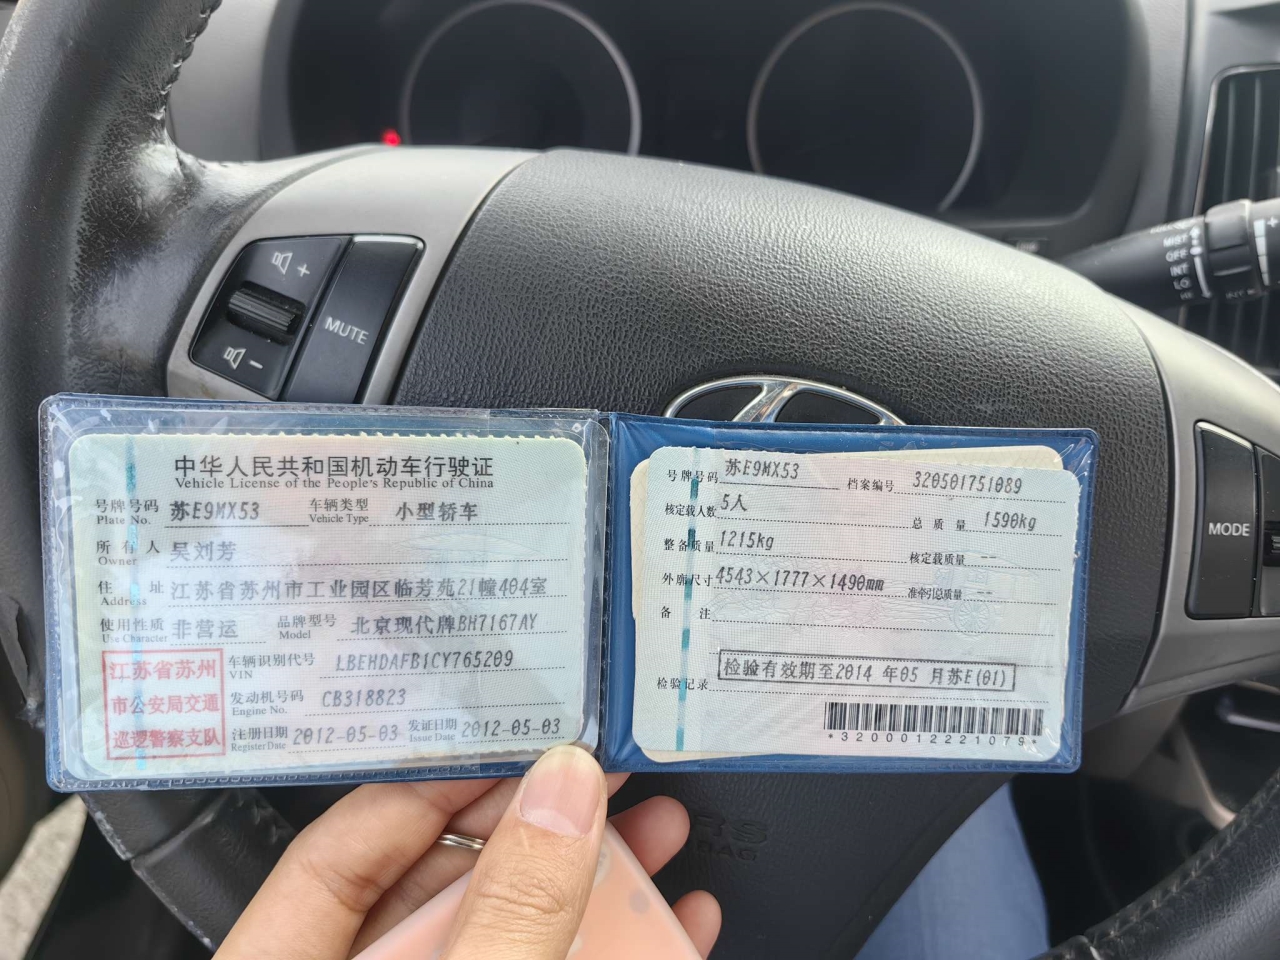 MIST
OFF
INT
LO
HI
+
MUTE
−
MODE
中华人民共和国机动车行驶证
Vehicle License of the People's Republic of China
号牌号码 苏E9MX53 车辆类型 小型轿车
Plate No. Vehicle Type
所有人 吴刘芳
Owner
住址 江苏省苏州市工业园区临芳苑21幢404室
Address
使用性质 非营运 品牌型号 北京现代牌BH7167AY
Use Character Model
江苏省苏州
市公安局交通
巡逻警察支队
车辆识别代号 LBEHDAFB1CY765209
VIN
发动机号码 CB318823
Engine No.
注册日期 2012-05-03 发证日期 2012-05-03
Register Date Issue Date
号牌号码 苏E9MX53 档案编号 320501751089
核定载人数 5人 总质量 1590kg
整备质量 1215kg 核定载质量 --
外廓尺寸 4543×1777×1490mm 准牵引总质量 --
备注
检验有效期至2014 年05 月苏E(01)
检验记录
*3200012221079